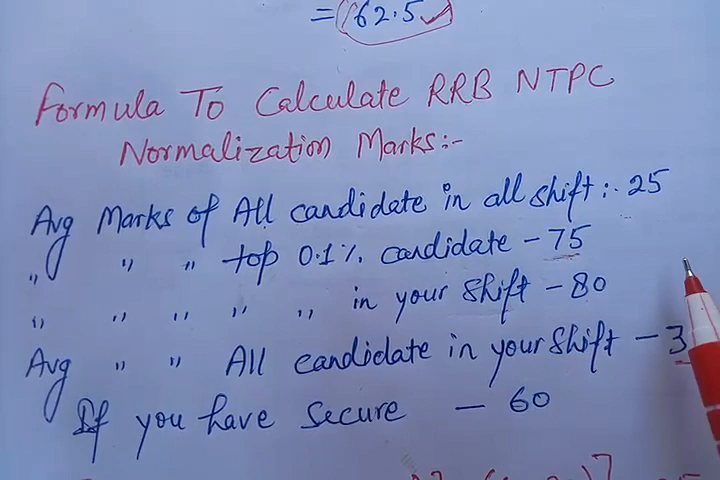 = 62.5
Formula To Calculate RRB NTPC
Normalization Marks:-
Avg Marks of All candidate in all shift:- 25
" " " top 0.1% candidate - 75
" " " " " in your shift - 80
Avg " " All candidate in your shift - 3
If you have secure - 60